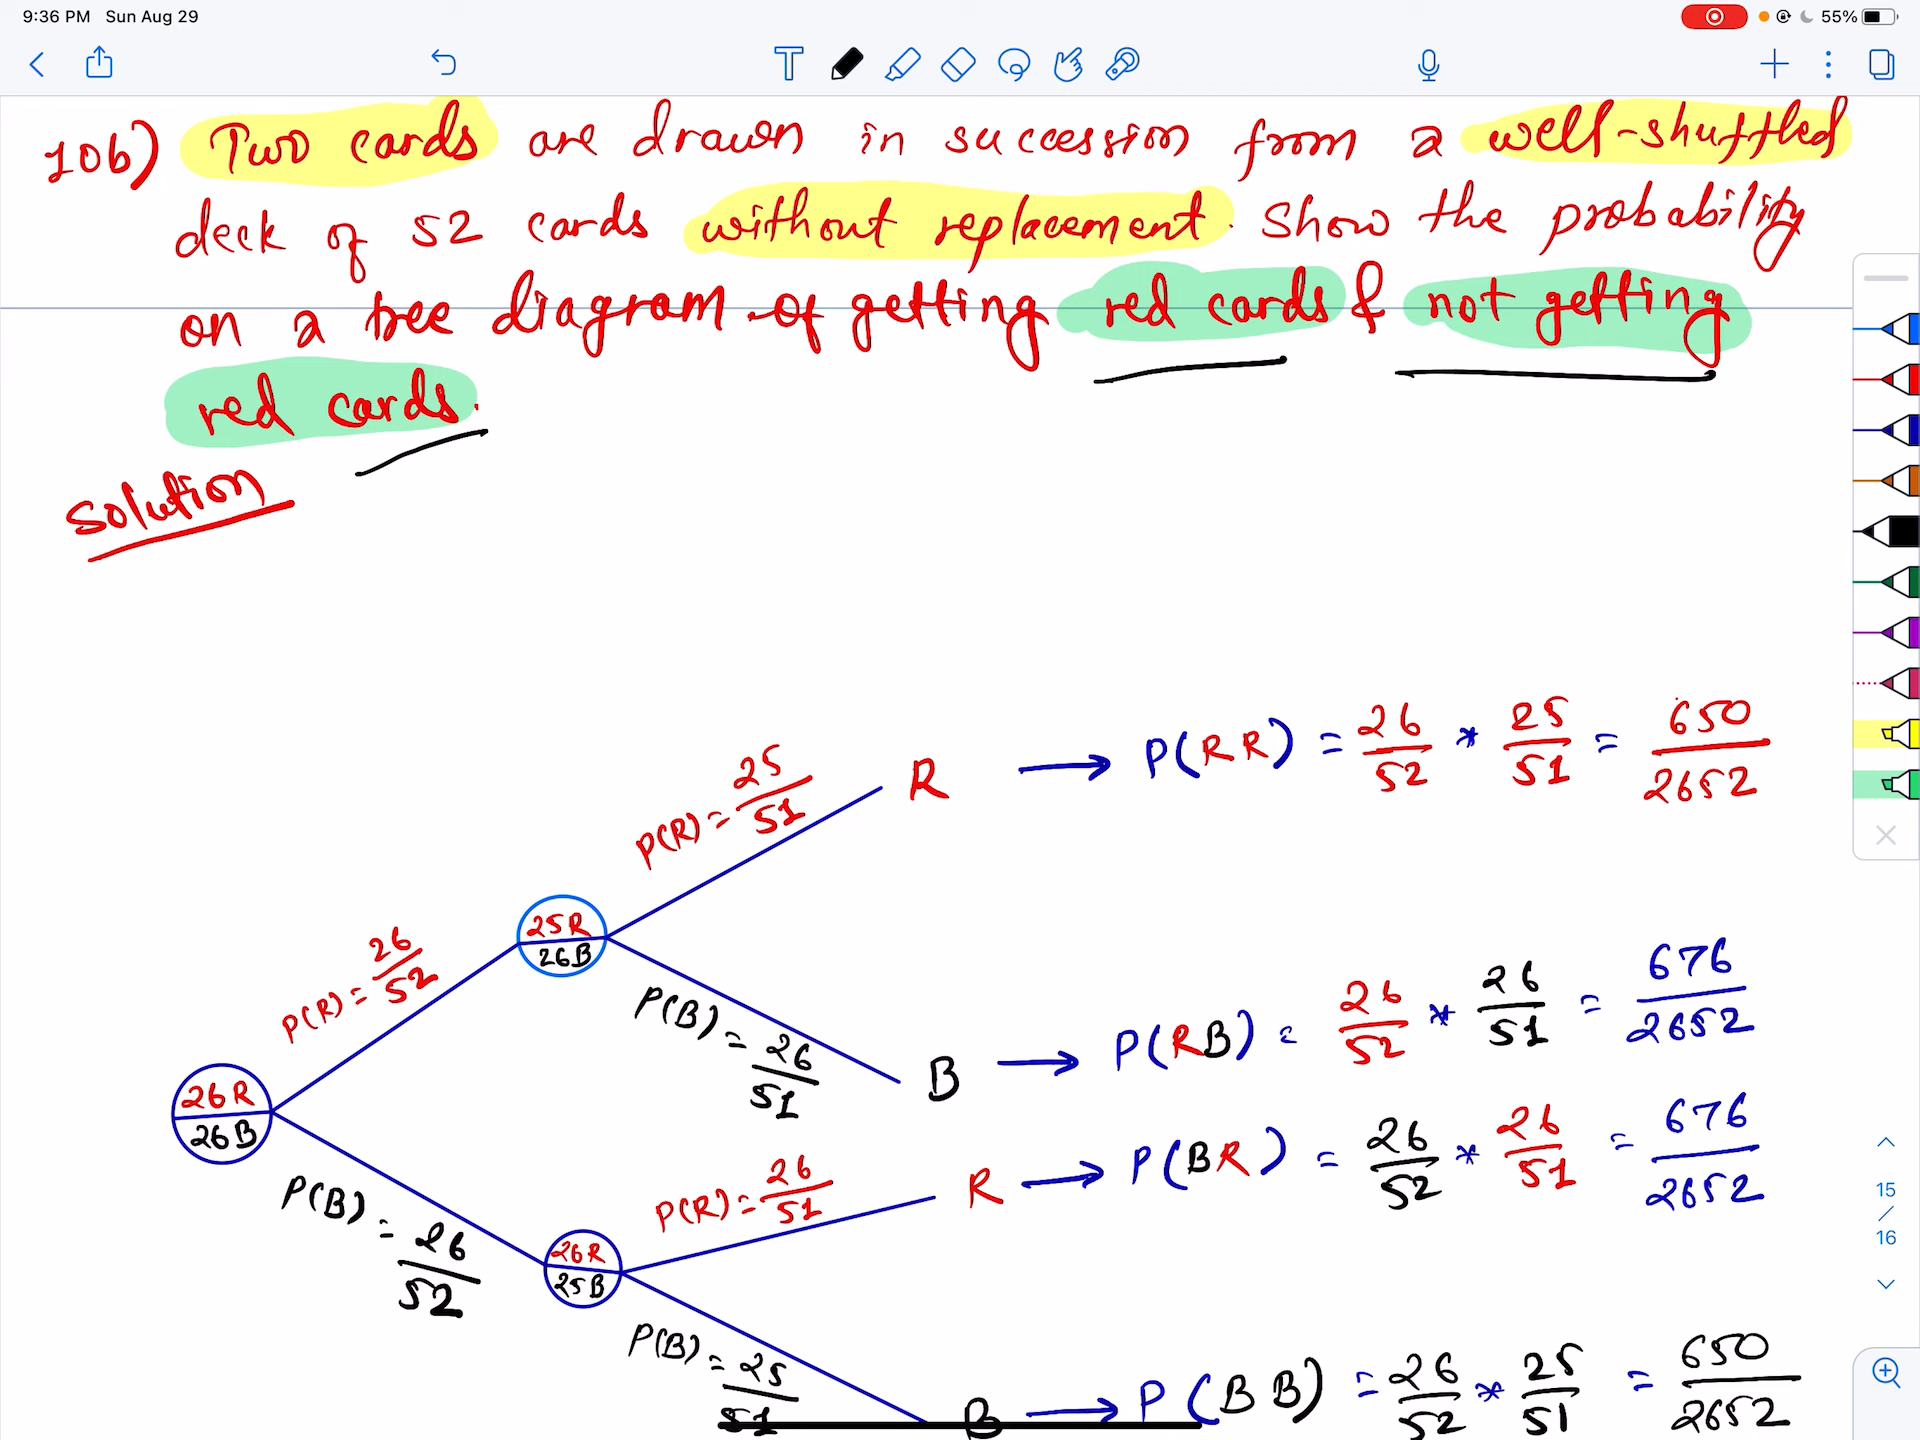 9:36 PM Sun Aug 29
55%
T
10b) Two cards are drawn in succession from a well-shuffled
deck of 52 cards without replacement. Show the probability
on a tree diagram of getting red cards & not getting
red cards.
Solution
P(R) = 25/51
R → P(RR) = 26/52 * 25/51 = 650/2652
P(R) = 26/52
25R
26B
P(B) = 26/51
B → P(RB) = 26/52 * 26/51 = 676/2652
26R
26B
P(B) = 26/52
P(R) = 26/51
R → P(BR) = 26/52 * 26/51 = 676/2652
26R
25B
P(B) = 25/51
B → P(BB) = 26/52 * 25/51 = 650/2652
15
/
16